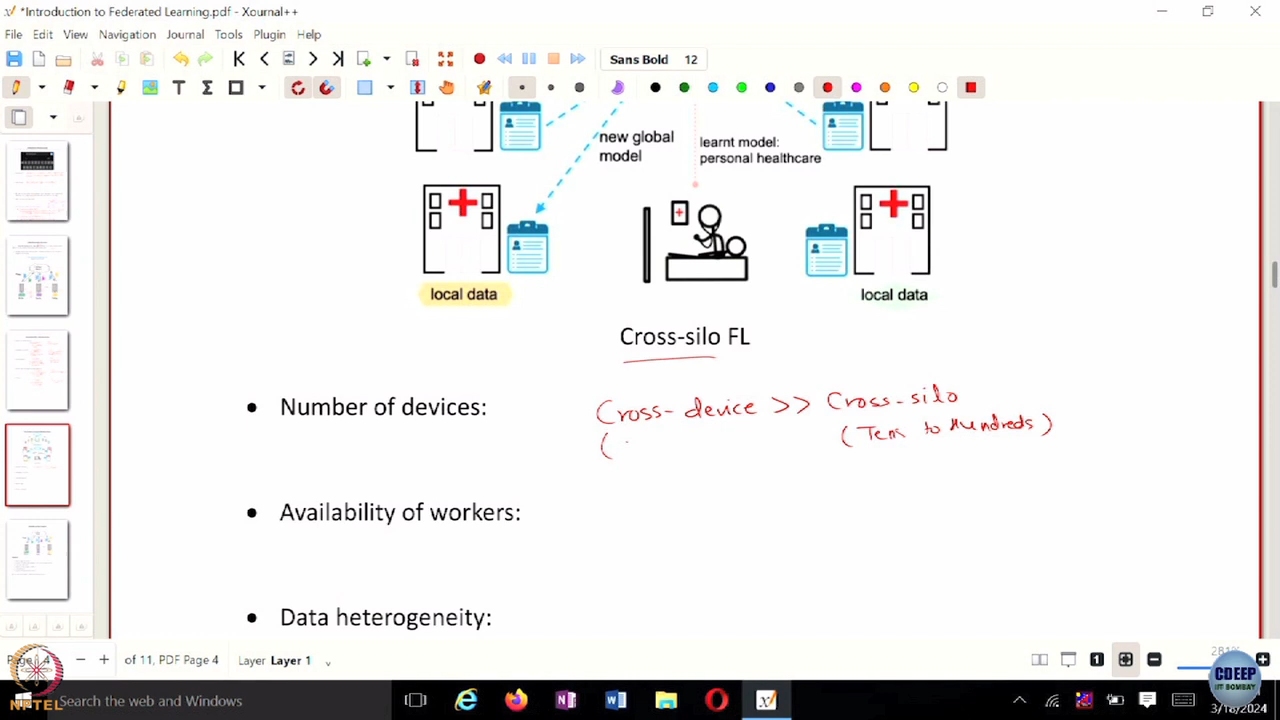 *Introduction to Federated Learning.pdf - Xournal++
File Edit View Navigation Journal Tools Plugin Help
Sans Bold 12
new global
model
learnt model:
personal healthcare
local data
local data
Cross-silo FL
• Number of devices: Cross-device >> Cross-silo
( (Tens to Hundreds)
• Availability of workers:
• Data heterogeneity:
of 11, PDF Page 4 Layer Layer 1
281%
NPTEL
CDEEP
IIT BOMBAY
Search the web and Windows
3/18/2024